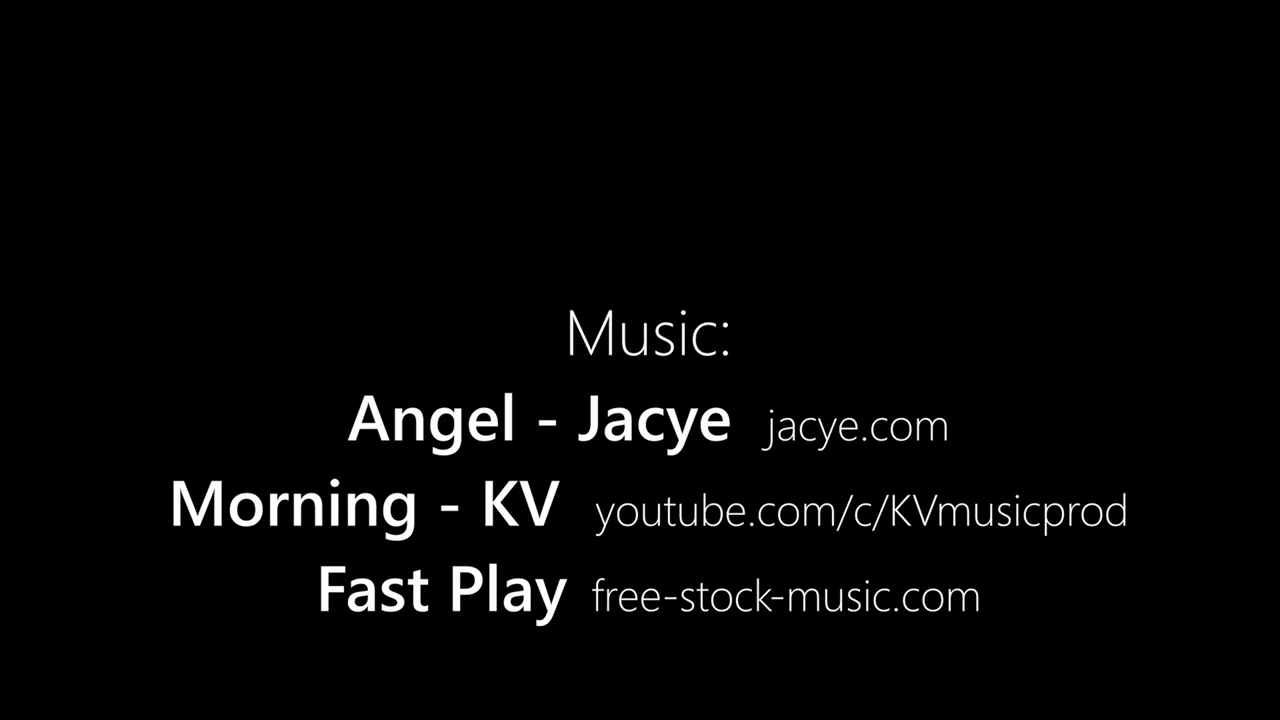 Music:
Angel - Jacye jacye.com
Morning - KV youtube.com/c/KVmusicprod
Fast Play free-stock-music.com